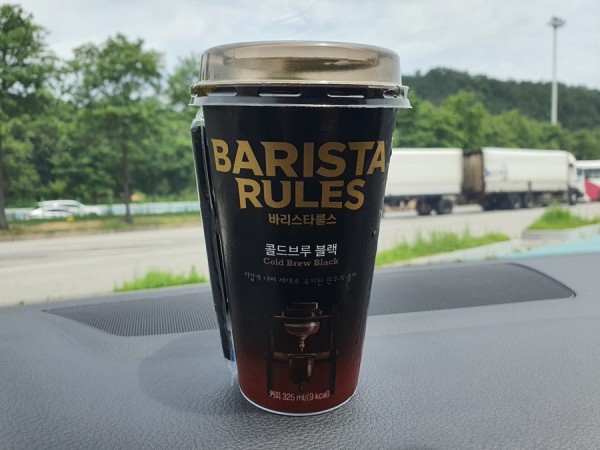 BARISTA
RULES
바리스타룰스
콜드브루 블랙
Cold Brew Black
커피 325 ml (9 kcal)